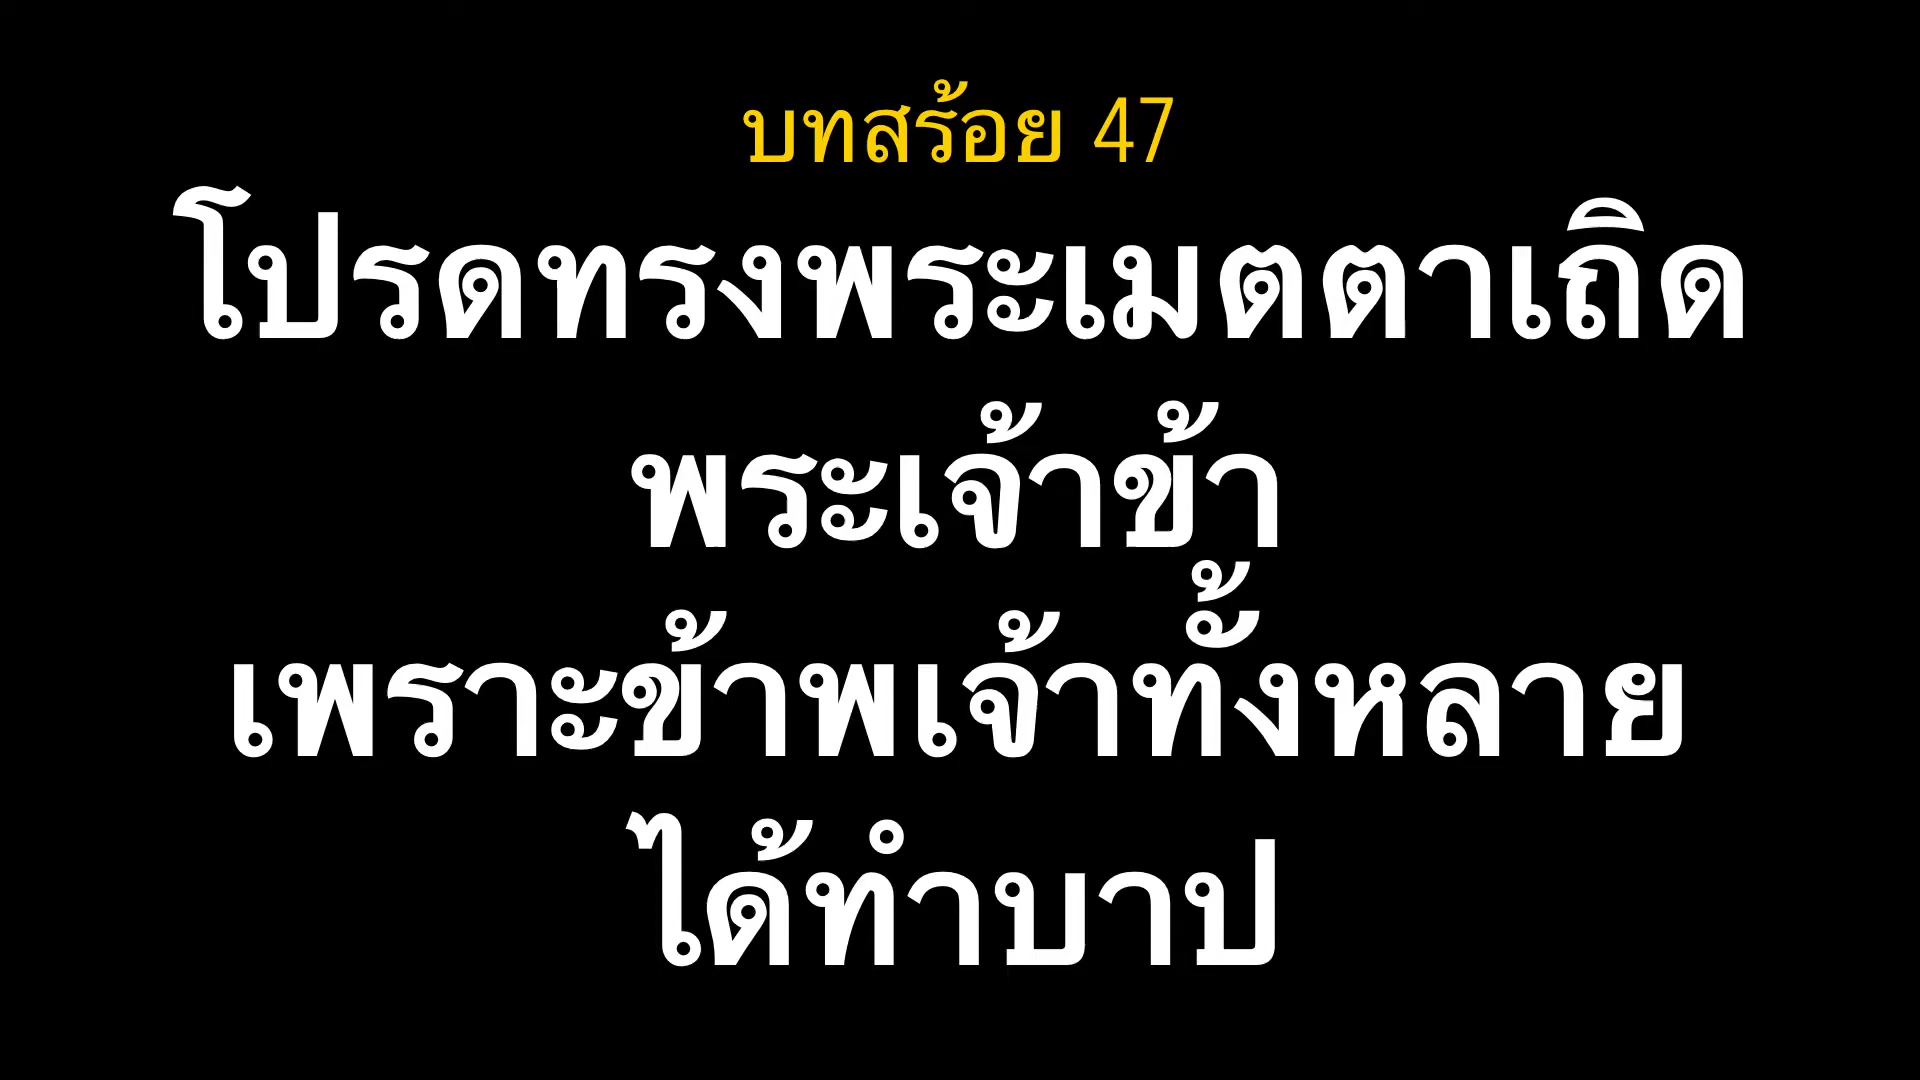 บทสร้อย 47
โปรดทรงพระเมตตาเถิด
พระเจ้าข้า
เพราะข้าพเจ้าทั้งหลาย
ได้ทำบาป